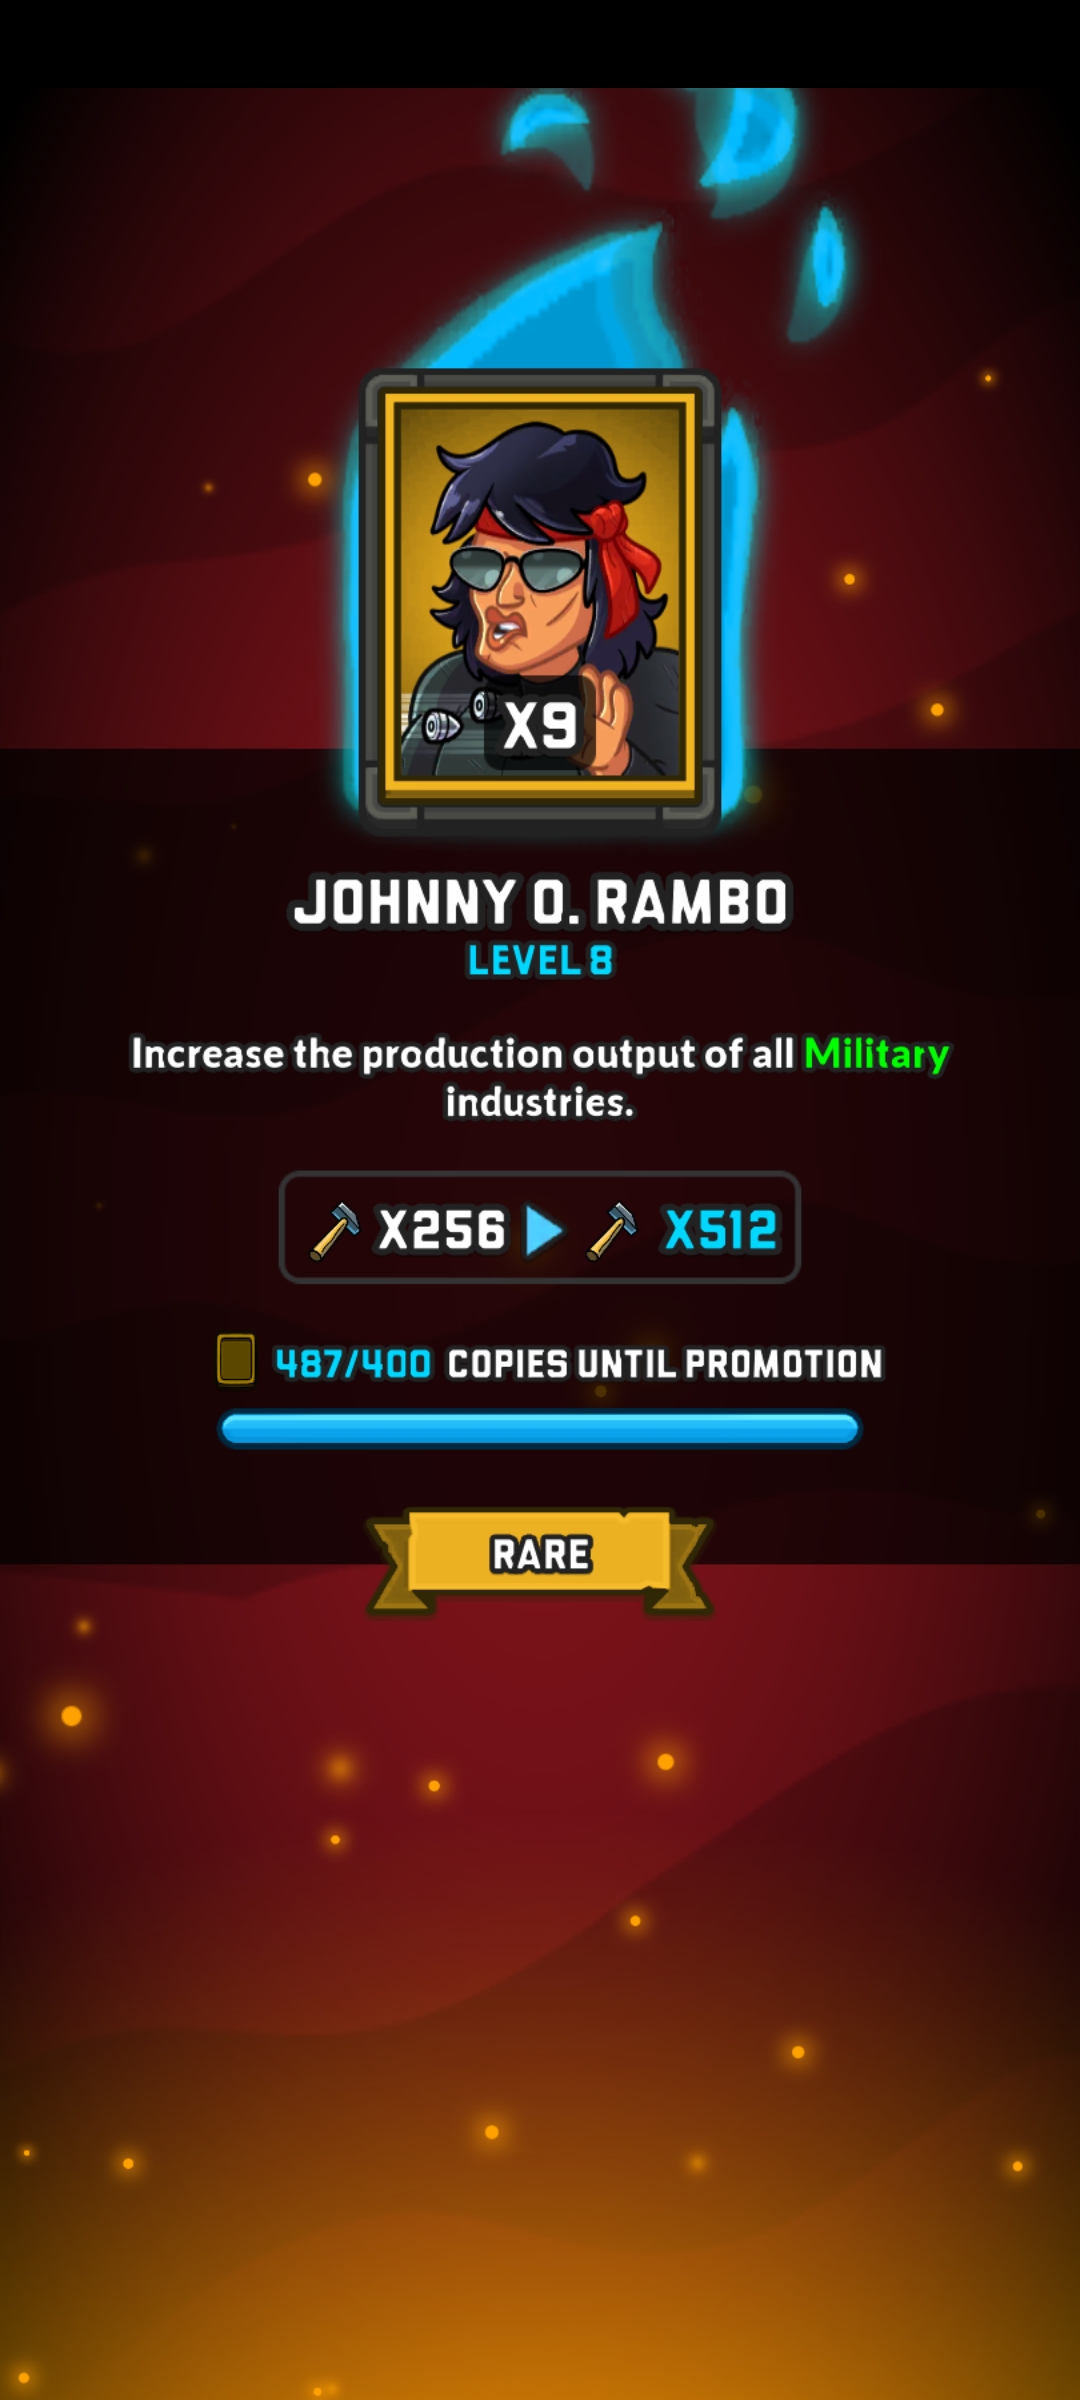 X9
JOHNNY O. RAMBO
LEVEL 8
Increase the production output of all Military
industries.
X256 X512
487/400 COPIES UNTIL PROMOTION
RARE